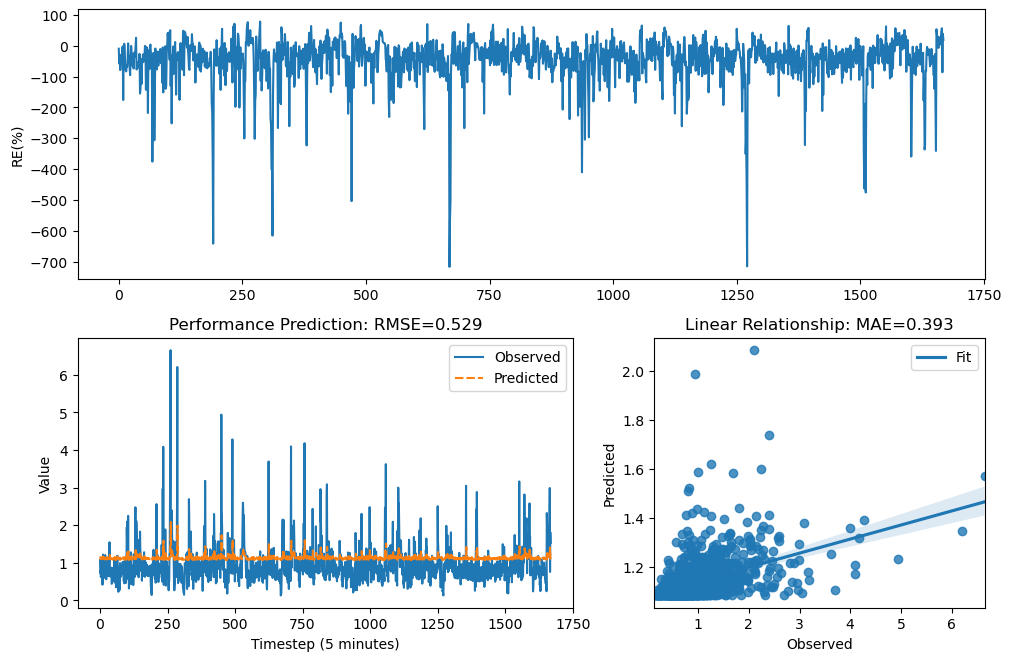 100
0
−100
−200
−300
−400
−500
−600
−700
RE(%)
0 250 500 750 1000 1250 1500 1750
Performance Prediction: RMSE=0.529
Observed
Predicted
6
5
4
3
2
1
0
Value
0 250 500 750 1000 1250 1500 1750
Timestep (5 minutes)
Linear Relationship: MAE=0.393
Fit
2.0
1.8
1.6
1.4
1.2
Predicted
1 2 3 4 5 6
Observed